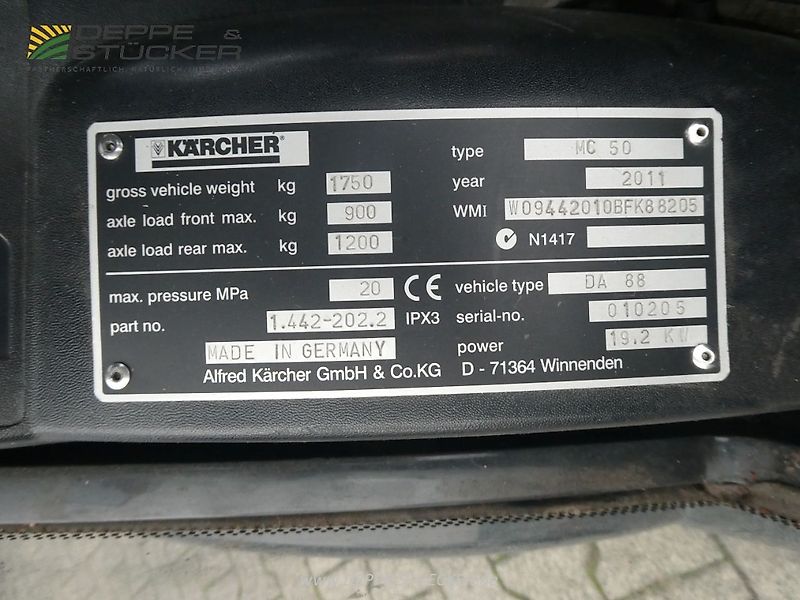 DEPPE &
STÜCKER
PARTNERSCHAFTLICH. NATÜRLICH.
KÄRCHER
type MC 50
gross vehicle weight kg 1750
year 2011
axle load front max. kg 900
WMI W09442010BFK88205
axle load rear max. kg 1200
N1417
max. pressure MPa 20 CE
vehicle type DA 88
part no. 1.442-202.2 IPX3
serial-no. 010205
MADE IN GERMANY
power 19.2 KW
Alfred Kärcher GmbH & Co.KG D - 71364 Winnenden